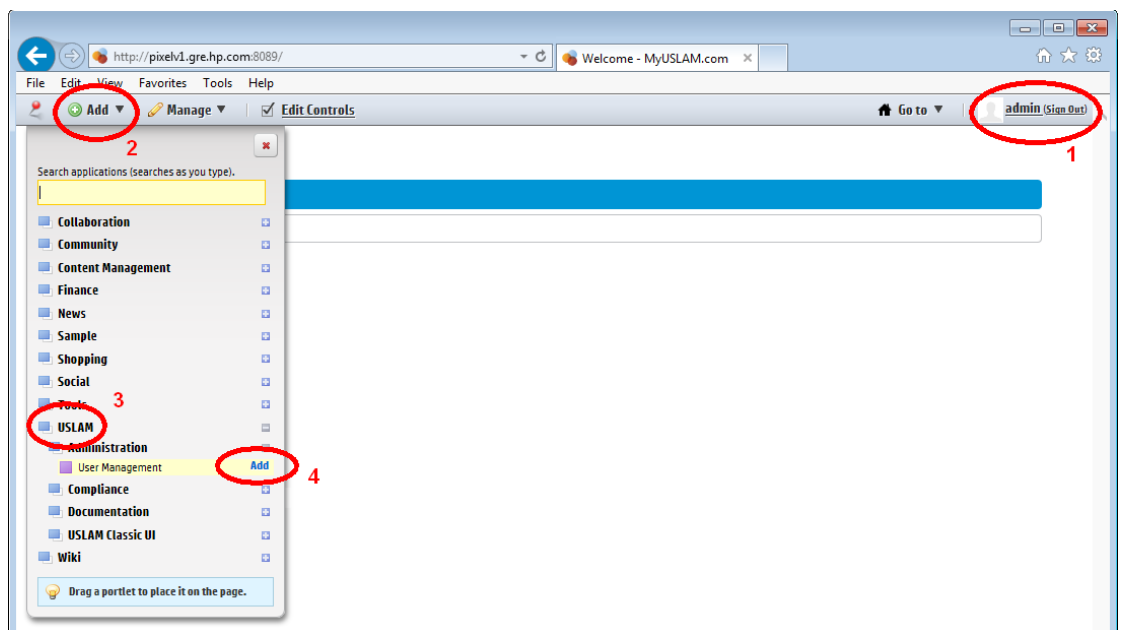 http://pixelv1.gre.hp.com:8089/
Welcome - MyUSLAM.com
File Edit View Favorites Tools Help
Add Manage Edit Controls Go to admin (Sign Out)
2
1
Search applications (searches as you type).
Collaboration
Community
Content Management
Finance
News
Sample
Shopping
Social
Tools
3
USLAM
Administration
User Management Add
4
Compliance
Documentation
USLAM Classic UI
Wiki
Drag a portlet to place it on the page.